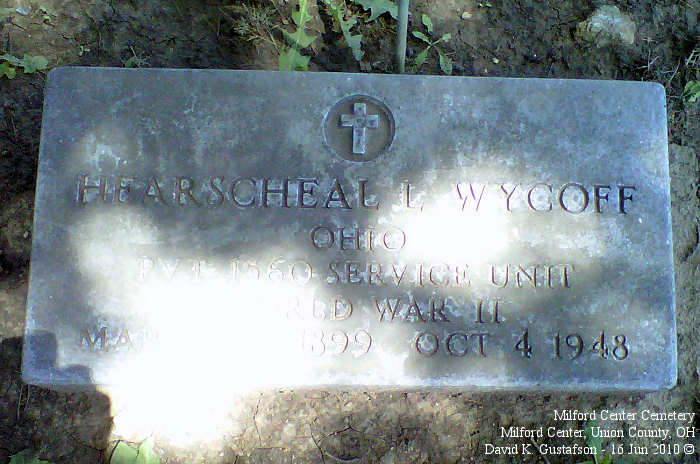 HEARSCHEAL L WYCOFF
OHIO
PVT 1560 SERVICE UNIT
WAR II
1899 OCT 4 1948
Milford Center Cemetery
Milford Center, Union County, OH
David K. Gustafson - 16 Jun 2010 ©